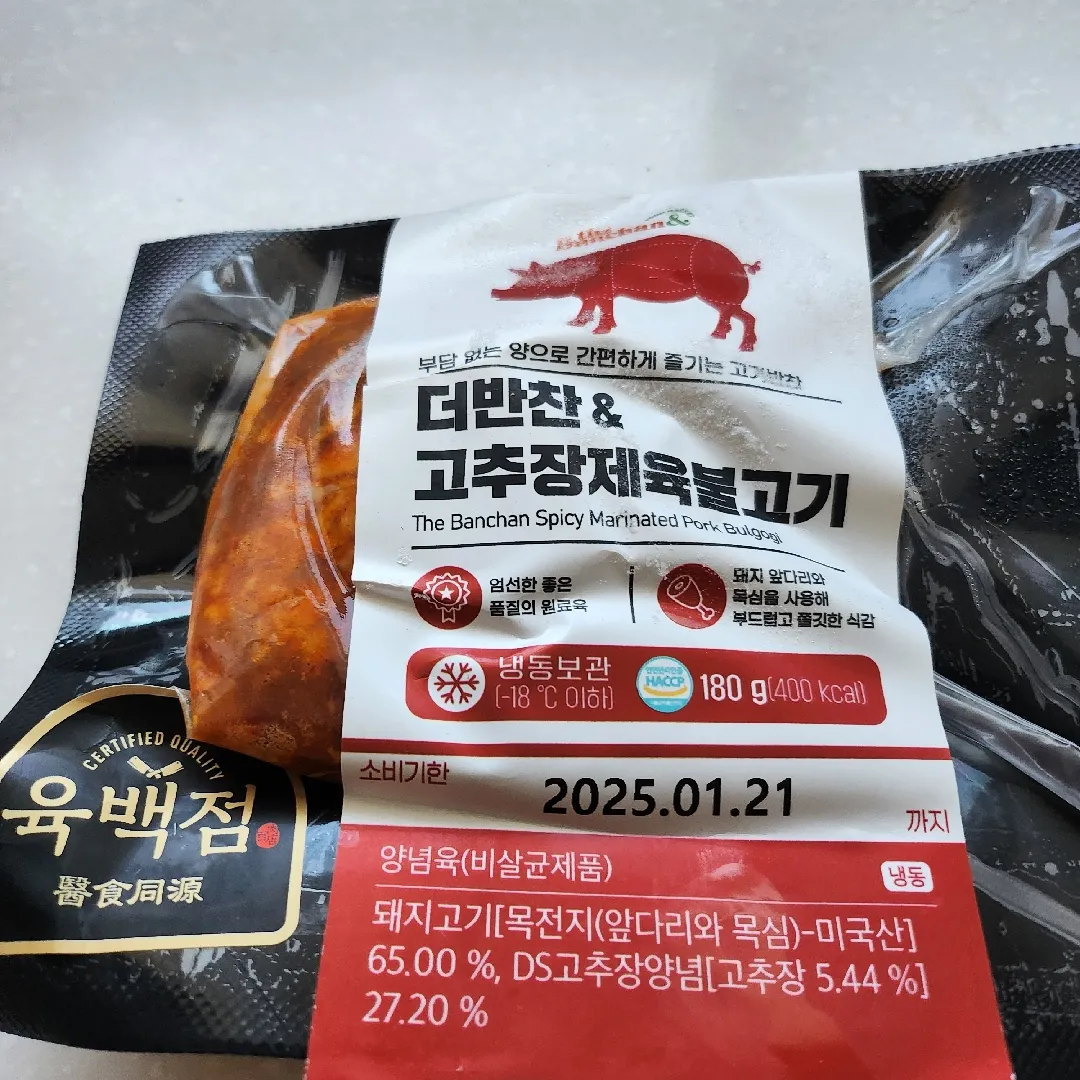 the
Banchan&
부담 없는 양으로 간편하게 즐기는 고기반찬
더반찬 &
고추장제육불고기
The Banchan Spicy Marinated Pork Bulgogi
엄선한 좋은
품질의 원료육
돼지 앞다리와
목심을 사용해
부드럽고 쫄깃한 식감
냉동보관
(-18 ℃ 이하)
HACCP
180 g(400 kcal)
소비기한
2025.01.21
까지
양념육(비살균제품)
냉동
돼지고기[목전지(앞다리와 목심)-미국산]
65.00 %, DS고추장양념[고추장 5.44 %]
27.20 %
CERTIFIED QUALITY
육백점
醫食同源